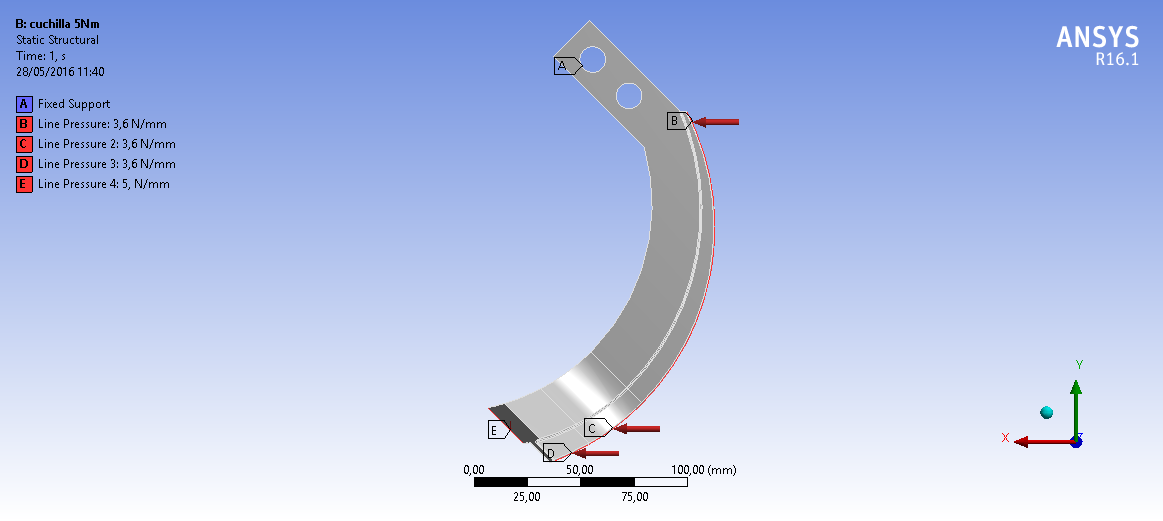 B: cuchilla 5Nm
Static Structural
Time: 1, s
28/05/2016 11:40
A Fixed Support
B Line Pressure: 3,6 N/mm
C Line Pressure 2: 3,6 N/mm
D Line Pressure 3: 3,6 N/mm
E Line Pressure 4: 5, N/mm
ANSYS
R16.1
A
B
C
E
D
Y
X
Z
0,00 50,00 100,00 (mm)
25,00 75,00